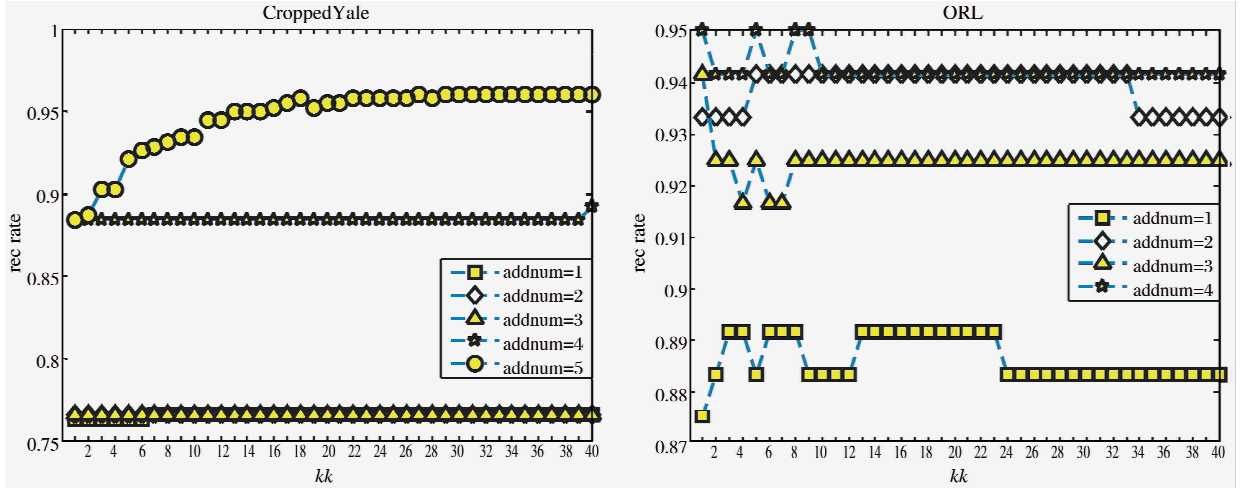 CroppedYale
1
0.95
0.9
0.85
0.8
0.75
rec rate
addnum=1
addnum=2
addnum=3
addnum=4
addnum=5
2 4 6 8 10 12 14 16 18 20 22 24 26 28 30 32 34 36 38 40
kk
ORL
0.95
0.94
0.93
0.92
0.91
0.9
0.89
0.88
0.87
rec rate
addnum=1
addnum=2
addnum=3
addnum=4
2 4 6 8 10 12 14 16 18 20 22 24 26 28 30 32 34 36 38 40
kk